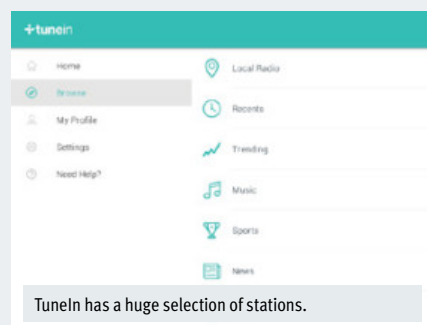 +tunein
Home
Browse
My Profile
Settings
Need Help?
Local Radio
Recents
Trending
Music
Sports
News
TuneIn has a huge selection of stations.